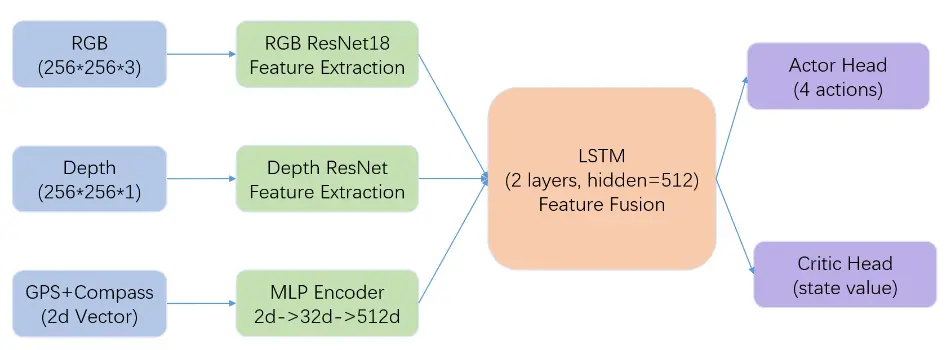 RGB
(256*256*3)
RGB ResNet18
Feature Extraction
Depth
(256*256*1)
Depth ResNet
Feature Extraction
GPS+Compass
(2d Vector)
MLP Encoder
2d->32d->512d
LSTM
(2 layers, hidden=512)
Feature Fusion
Actor Head
(4 actions)
Critic Head
(state value)